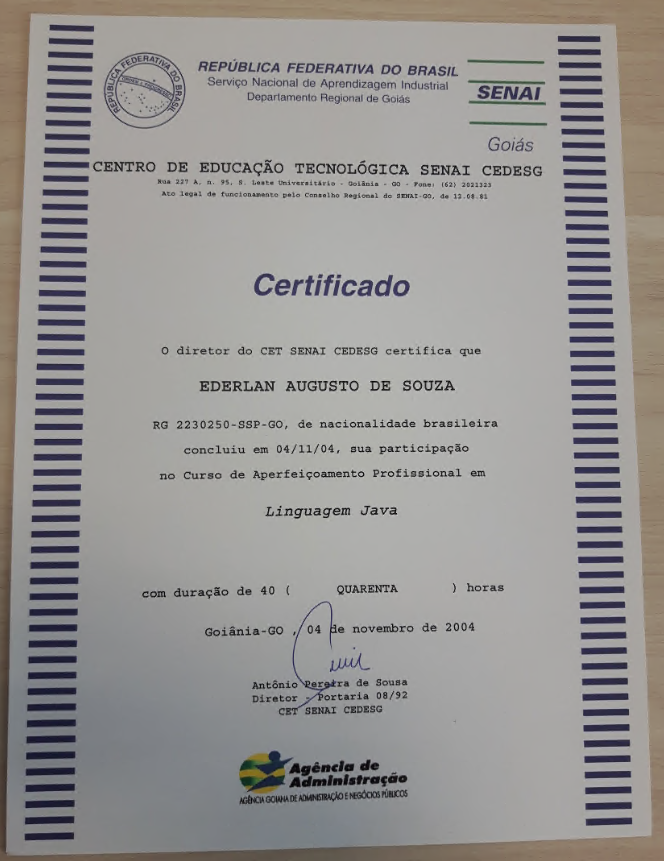 REPÚBLICA FEDERATIVA DO BRASIL
REPÚBLICA FEDERATIVA DO BRASIL
Serviço Nacional de Aprendizagem Industrial
Departamento Regional de Goiás
SENAI
Goiás
CENTRO DE EDUCAÇÃO TECNOLÓGICA SENAI CEDESG
Rua 227 A, n. 95, S. Leste Universitário - Goiânia - GO - Fone: (62) 2021323
Ato legal de funcionamento pelo Conselho Regional do SENAI-GO, de 12.08.81
Certificado
O diretor do CET SENAI CEDESG certifica que
EDERLAN AUGUSTO DE SOUZA
RG 2230250-SSP-GO, de nacionalidade brasileira
concluiu em 04/11/04, sua participação
no Curso de Aperfeiçoamento Profissional em
Linguagem Java
com duração de 40 ( QUARENTA ) horas
Goiânia-GO , 04 de novembro de 2004
Antônio Pereira de Sousa
Diretor - Portaria 08/92
CET SENAI CEDESG
Agência de
Administração
AGÊNCIA GOIANA DE ADMINISTRAÇÃO E NEGÓCIOS PÚBLICOS